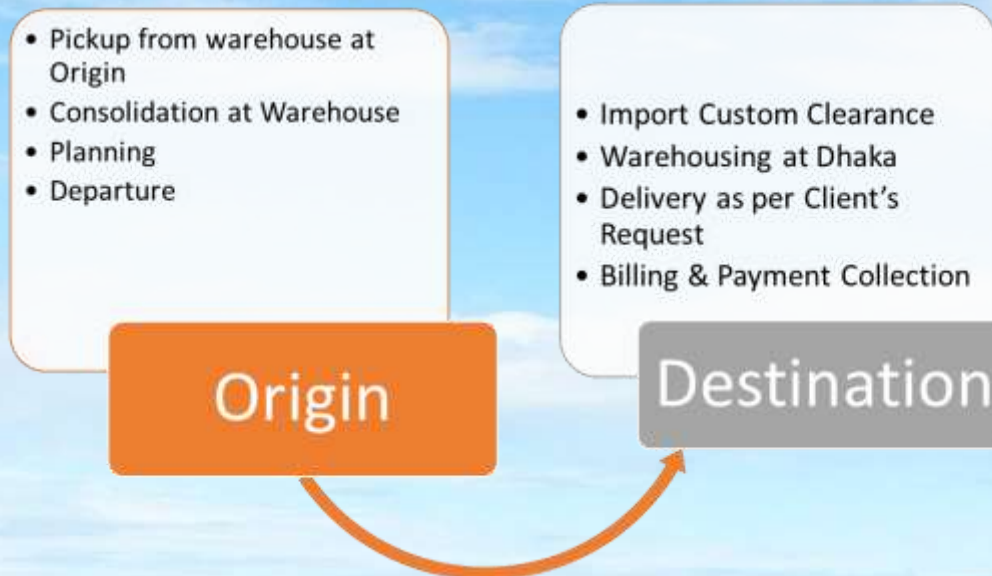 • Pickup from warehouse at
Origin
• Consolidation at Warehouse
• Planning
• Departure
Origin
• Import Custom Clearance
• Warehousing at Dhaka
• Delivery as per Client's
Request
• Billing & Payment Collection
Destination